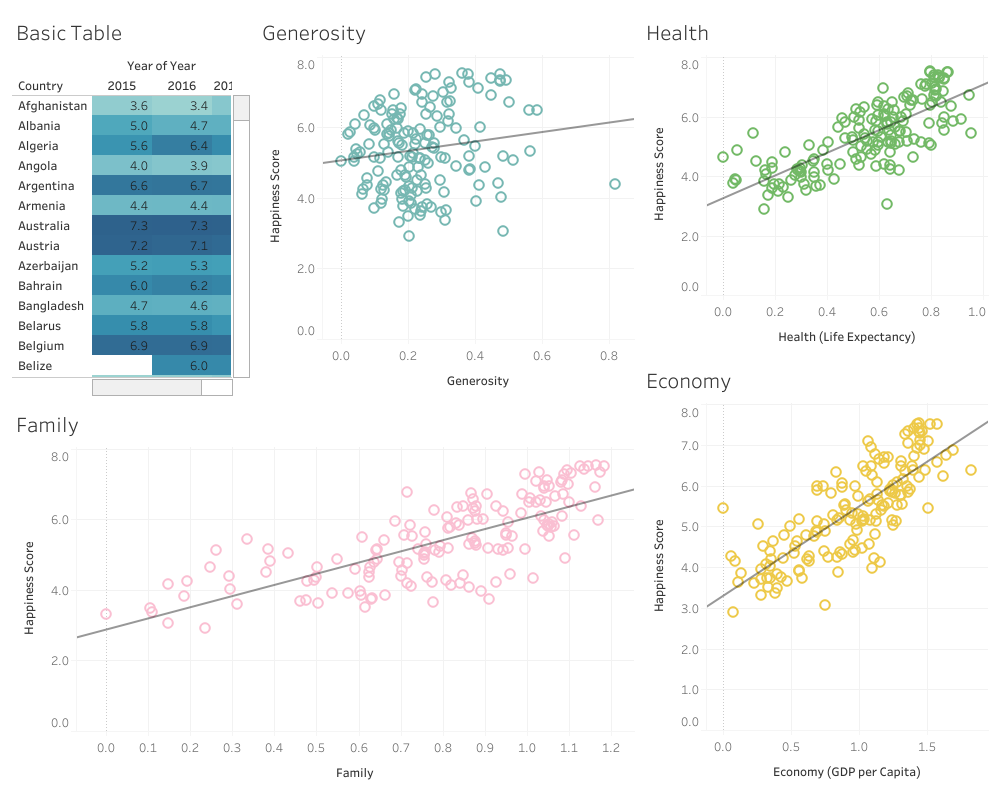 Basic Table
Year of Year
Country 2015 2016 201
Afghanistan 3.6 3.4
Albania 5.0 4.7
Algeria 5.6 6.4
Angola 4.0 3.9
Argentina 6.6 6.7
Armenia 4.4 4.4
Australia 7.3 7.3
Austria 7.2 7.1
Azerbaijan 5.2 5.3
Bahrain 6.0 6.2
Bangladesh 4.7 4.6
Belarus 5.8 5.8
Belgium 6.9 6.9
Belize 6.0
Generosity
8.0
6.0
4.0
2.0
0.0
Happiness Score
0.0 0.2 0.4 0.6 0.8
Generosity
Health
8.0
6.0
4.0
2.0
0.0
Happiness Score
0.0 0.2 0.4 0.6 0.8 1.0
Health (Life Expectancy)
Family
8.0
6.0
4.0
2.0
0.0
Happiness Score
0.0 0.1 0.2 0.3 0.4 0.5 0.6 0.7 0.8 0.9 1.0 1.1 1.2
Family
Economy
8.0
7.0
6.0
5.0
4.0
3.0
2.0
1.0
0.0
Happiness Score
0.0 0.5 1.0 1.5
Economy (GDP per Capita)